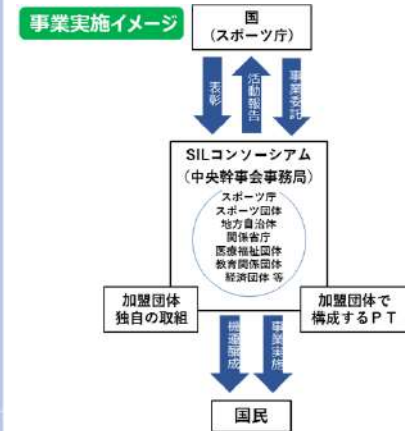 事業実施イメージ
国
(スポーツ庁)
表彰
活動報告
事業委託
SILコンソーシアム
(中央幹事会事務局)
スポーツ庁
スポーツ団体
地方自治体
関係省庁
医療福祉団体
教育関係団体
経済団体 等
加盟団体
独自の取組
加盟団体で
構成するPT
機運醸成
事業実施
国民